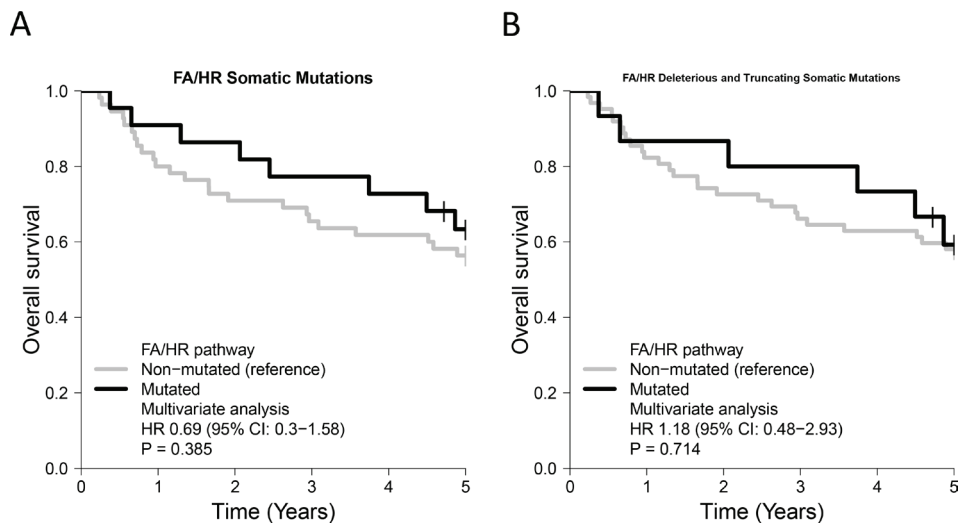 A
FA/HR Somatic Mutations
Overall survival
1.0
0.8
0.6
0.4
0.2
0.0
FA/HR pathway
Non−mutated (reference)
Mutated
Multivariate analysis
HR 0.69 (95% CI: 0.3−1.58)
P = 0.385
0 1 2 3 4 5
Time (Years)
B
FA/HR Deleterious and Truncating Somatic Mutations
Overall survival
1.0
0.8
0.6
0.4
0.2
0.0
FA/HR pathway
Non−mutated (reference)
Mutated
Multivariate analysis
HR 1.18 (95% CI: 0.48−2.93)
P = 0.714
0 1 2 3 4 5
Time (Years)